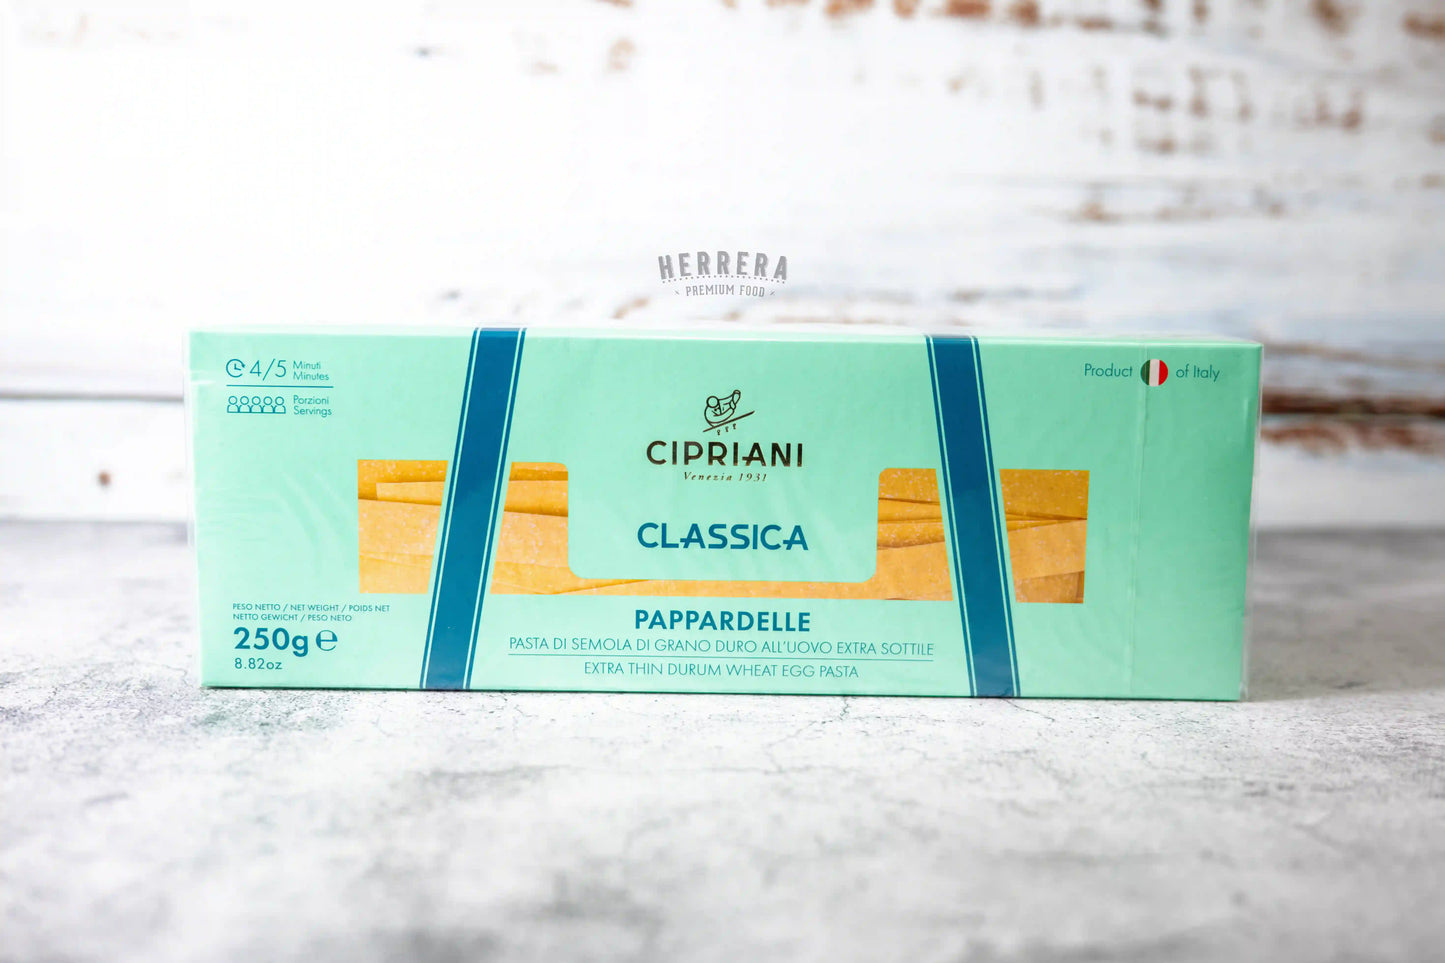 HERRERA
PREMIUM FOOD
4/5 Minuti
Minutes
Porzioni
Servings
Product of Italy
CIPRIANI
Venezia 1931
CLASSICA
PESO NETTO / NET WEIGHT / POIDS NET
NETTO GEWICHT / PESO NETO
250g ℮
8.82oz
PAPPARDELLE
PASTA DI SEMOLA DI GRANO DURO ALL'UOVO EXTRA SOTTILE
EXTRA THIN DURUM WHEAT EGG PASTA